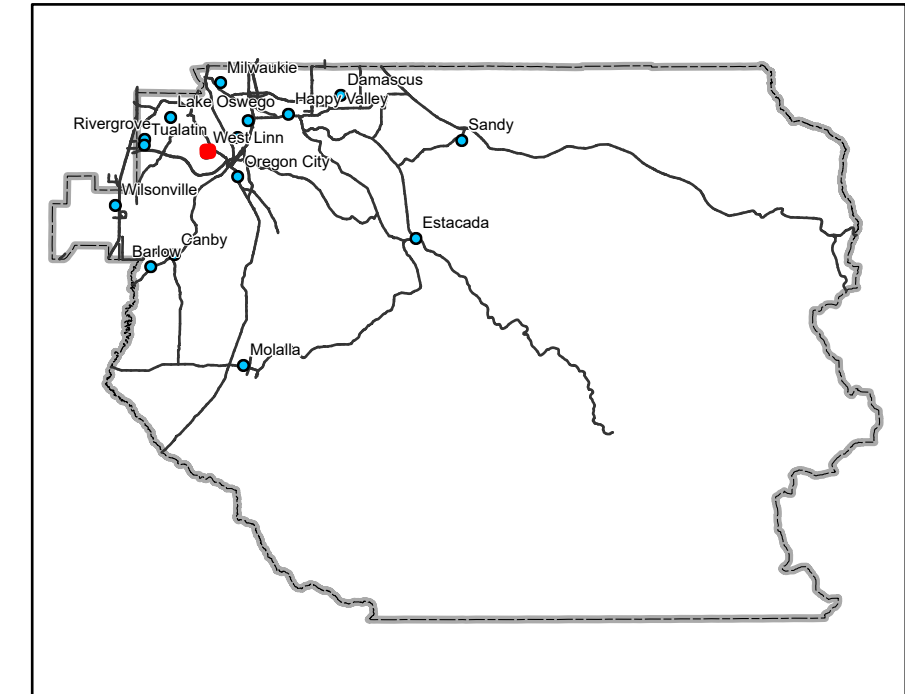 Milwaukie
Damascus
Lake Oswego
Happy Valley
Rivergrove
Tualatin
West Linn
Sandy
Oregon City
Wilsonville
Estacada
Canby
Barlow
Molalla